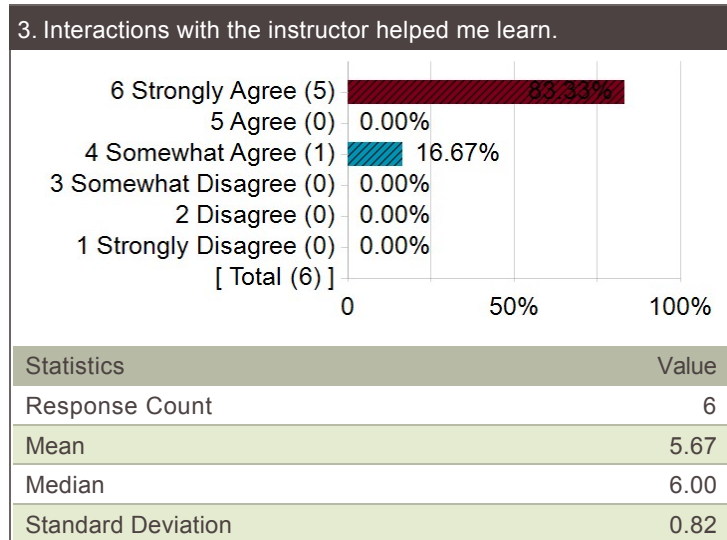 3. Interactions with the instructor helped me learn.
6 Strongly Agree (5) 83.33%
5 Agree (0) 0.00%
4 Somewhat Agree (1) 16.67%
3 Somewhat Disagree (0) 0.00%
2 Disagree (0) 0.00%
1 Strongly Disagree (0) 0.00%
[ Total (6) ]
0 50% 100%
Statistics Value
Response Count 6
Mean 5.67
Median 6.00
Standard Deviation 0.82